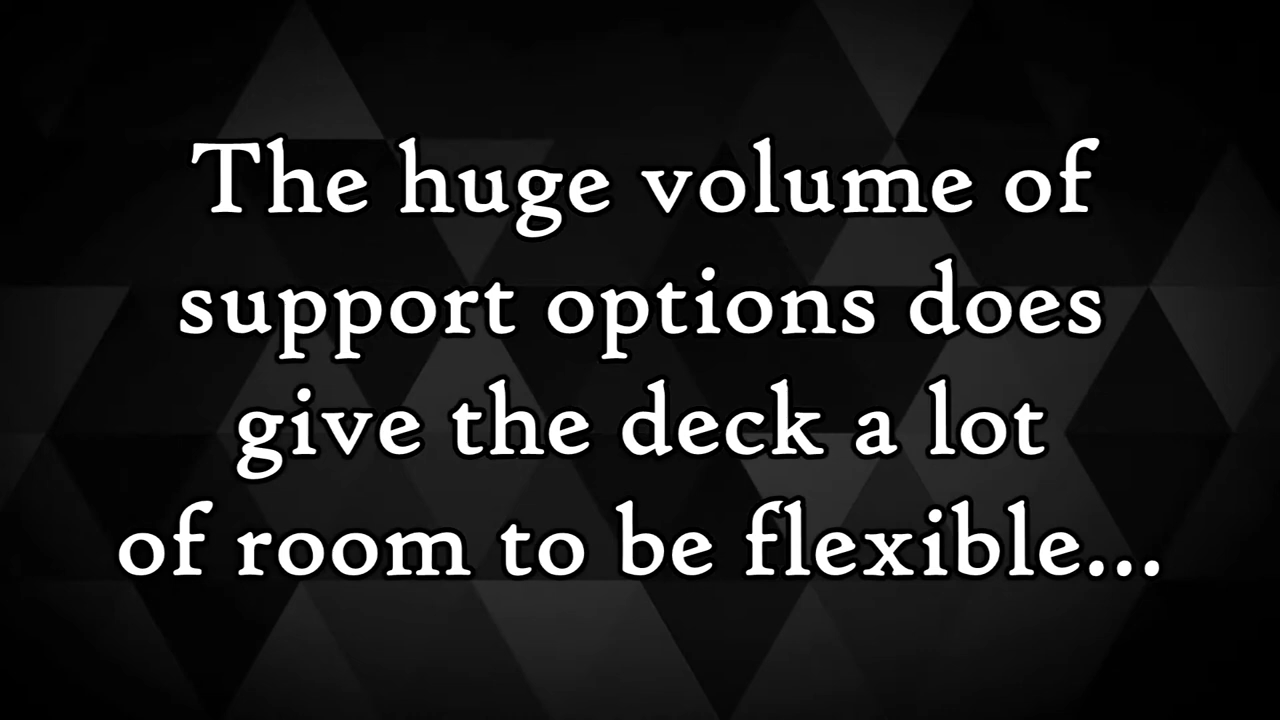 The huge volume of
support options does
give the deck a lot
of room to be flexible...